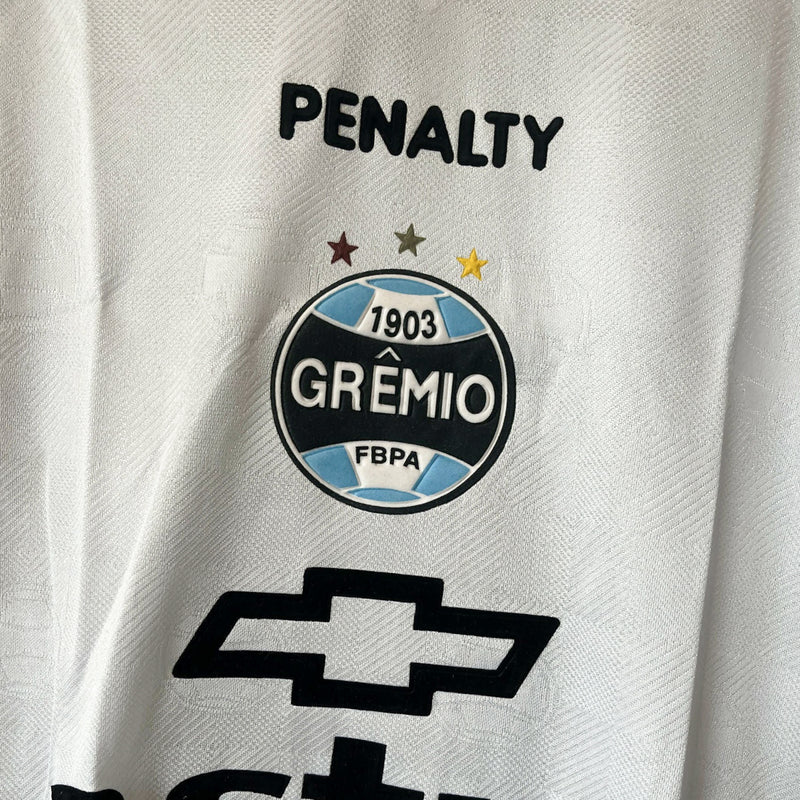 PENALTY
1903
GRÊMIO
FBPA